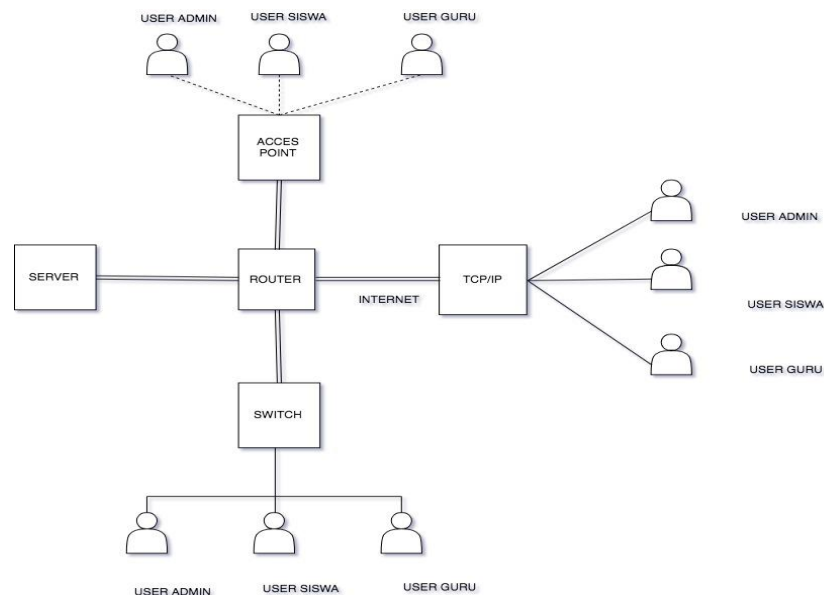 USER ADMIN
USER SISWA
USER GURU
ACCES
POINT
SERVER
ROUTER
INTERNET
TCP/IP
USER ADMIN
USER SISWA
USER GURU
SWITCH
USER ADMIN
USER SISWA
USER GURU